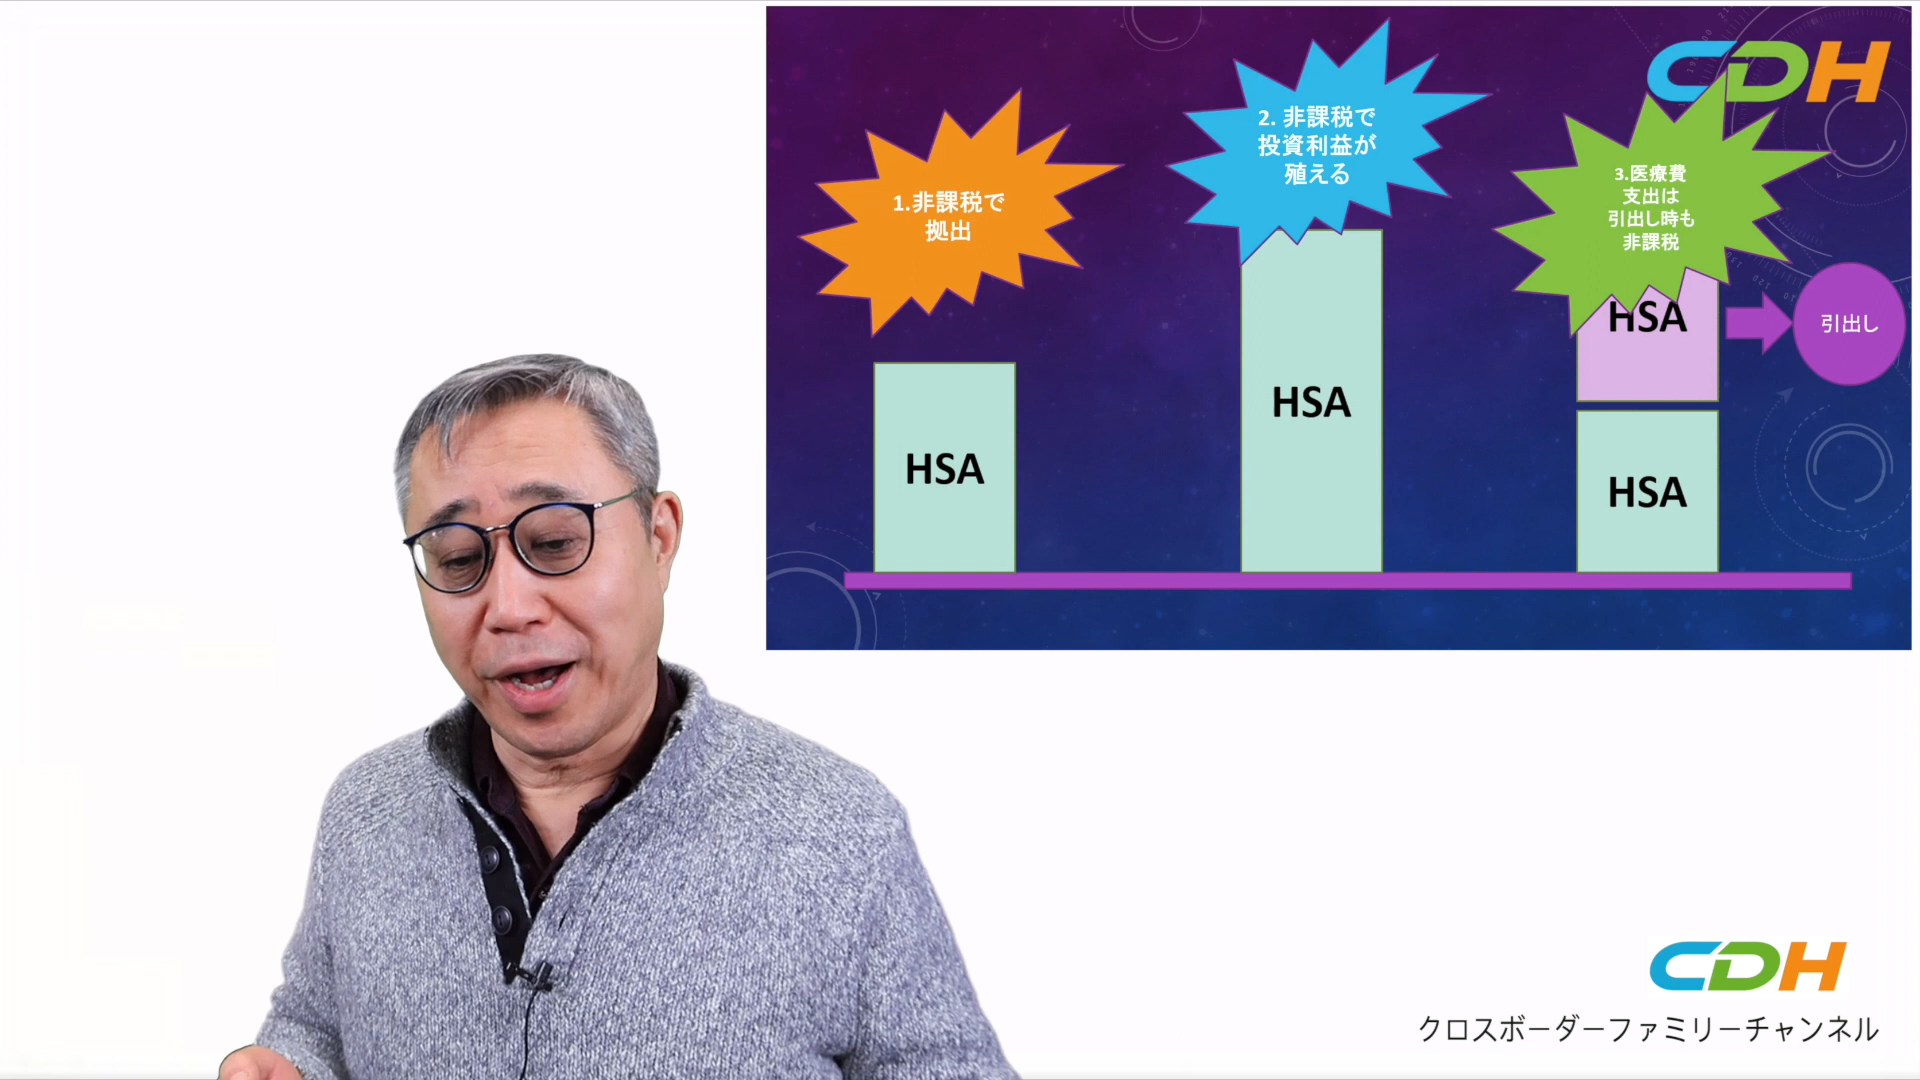 CDH
1.非課税で
拠出
2. 非課税で
投資利益が
殖える
3.医療費
支出は
引出し時も
非課税
HSA
HSA
HSA
HSA
引出し
CDH
クロスボーダーファミリーチャンネル